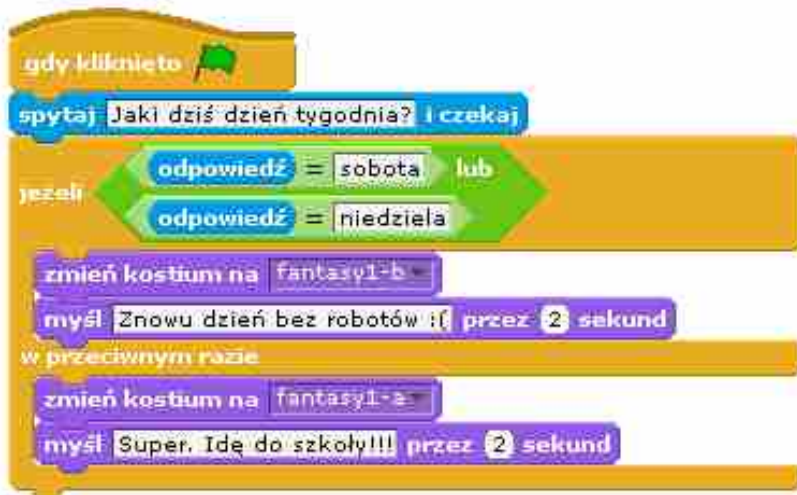 gdy kliknięto
spytaj Jaki dziś dzień tygodnia? i czekaj
odpowiedź = sobota lub
jeżeli
odpowiedź = niedziela
zmień kostium na fantasy1-b
myśl Znowu dzień bez robotów :( przez 2 sekund
w przeciwnym razie
zmień kostium na fantasy1-a
myśl Super. Idę do szkoły!!! przez 2 sekund